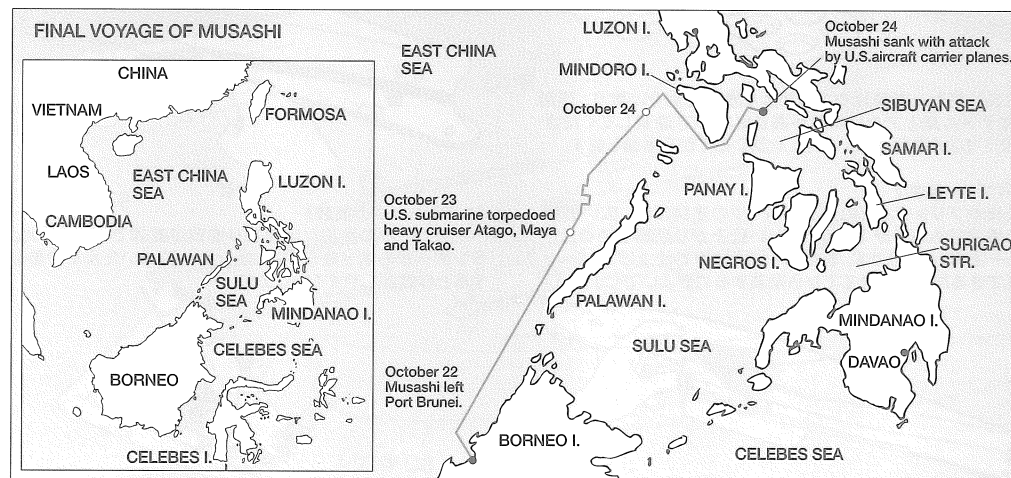 FINAL VOYAGE OF MUSASHI
CHINA
VIETNAM
FORMOSA
LAOS
EAST CHINA
SEA
LUZON I.
CAMBODIA
PALAWAN
SULU
SEA
MINDANAO I.
CELEBES SEA
BORNEO
CELEBES I.
EAST CHINA
SEA
LUZON I.
October 24
Musashi sank with attack
by U.S.aircraft carrier planes.
MINDORO I.
October 24
SIBUYAN SEA
SAMAR I.
PANAY I.
LEYTE I.
October 23
U.S. submarine torpedoed
heavy cruiser Atago, Maya
and Takao.
NEGROS I.
SURIGAO
STR.
PALAWAN I.
MINDANAO I.
SULU SEA
DAVAO
October 22
Musashi left
Port Brunei.
BORNEO I.
CELEBES SEA